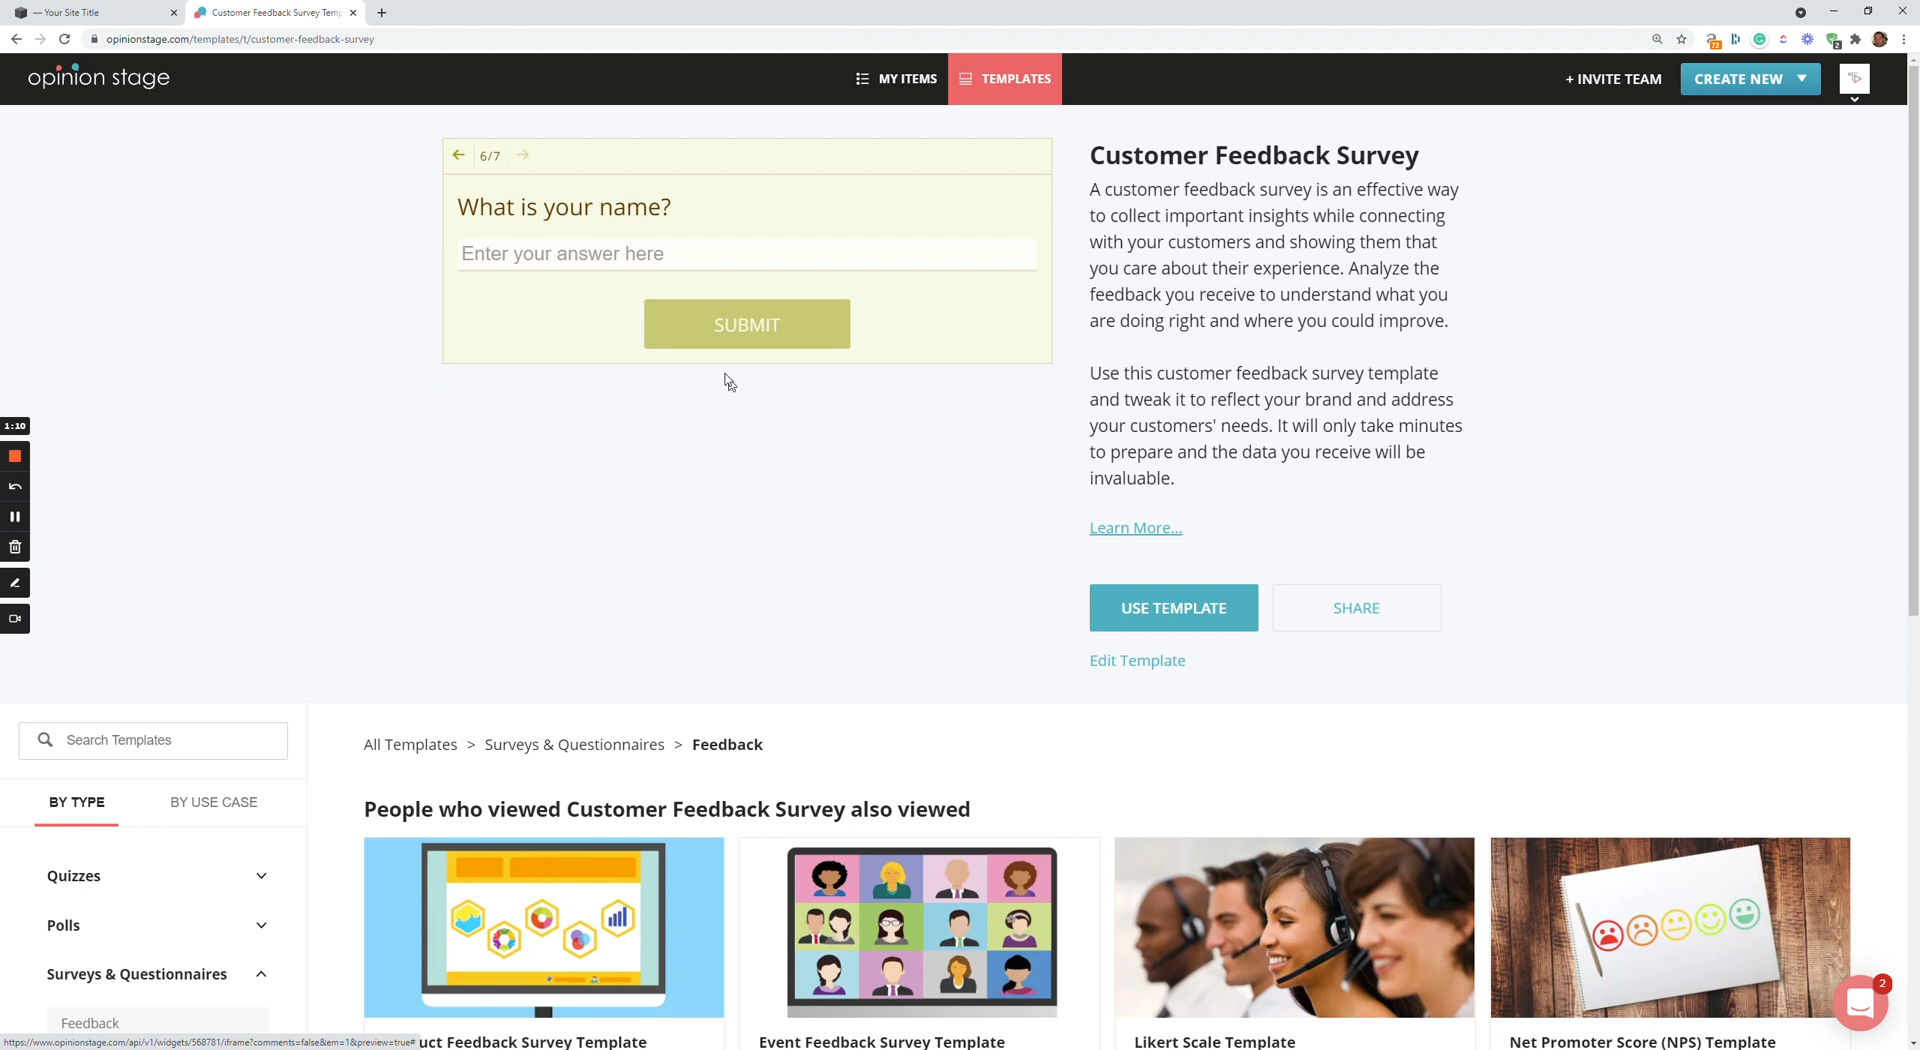 — Your Site Title
Customer Feedback Survey Temp
opinionstage.com/templates/t/customer-feedback-survey
72
2
opinion stage
MY ITEMS
TEMPLATES
+ INVITE TEAM
CREATE NEW
6/7
What is your name?
Enter your answer here
SUBMIT
Customer Feedback Survey
A customer feedback survey is an effective way
to collect important insights while connecting
with your customers and showing them that
you care about their experience. Analyze the
feedback you receive to understand what you
are doing right and where you could improve.
Use this customer feedback survey template
and tweak it to reflect your brand and address
your customers' needs. It will only take minutes
to prepare and the data you receive will be
invaluable.
Learn More...
USE TEMPLATE
SHARE
Edit Template
1:10
Search Templates
BY TYPE
BY USE CASE
Quizzes
Polls
Surveys & Questionnaires
Feedback
All Templates > Surveys & Questionnaires > Feedback
People who viewed Customer Feedback Survey also viewed
uct Feedback Survey Template
Event Feedback Survey Template
Likert Scale Template
Net Promoter Score (NPS) Template
2
https://www.opinionstage.com/api/v1/widgets/568781/iframe?comments=false&em=1&preview=true#